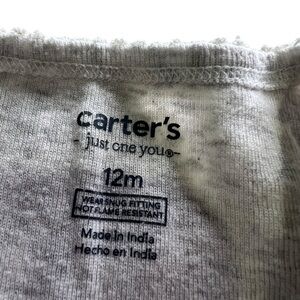 carter's
- just one you®-
12m
WEAR SNUG FITTING
NOT FLAME RESISTANT
Made in India
Hecho en India